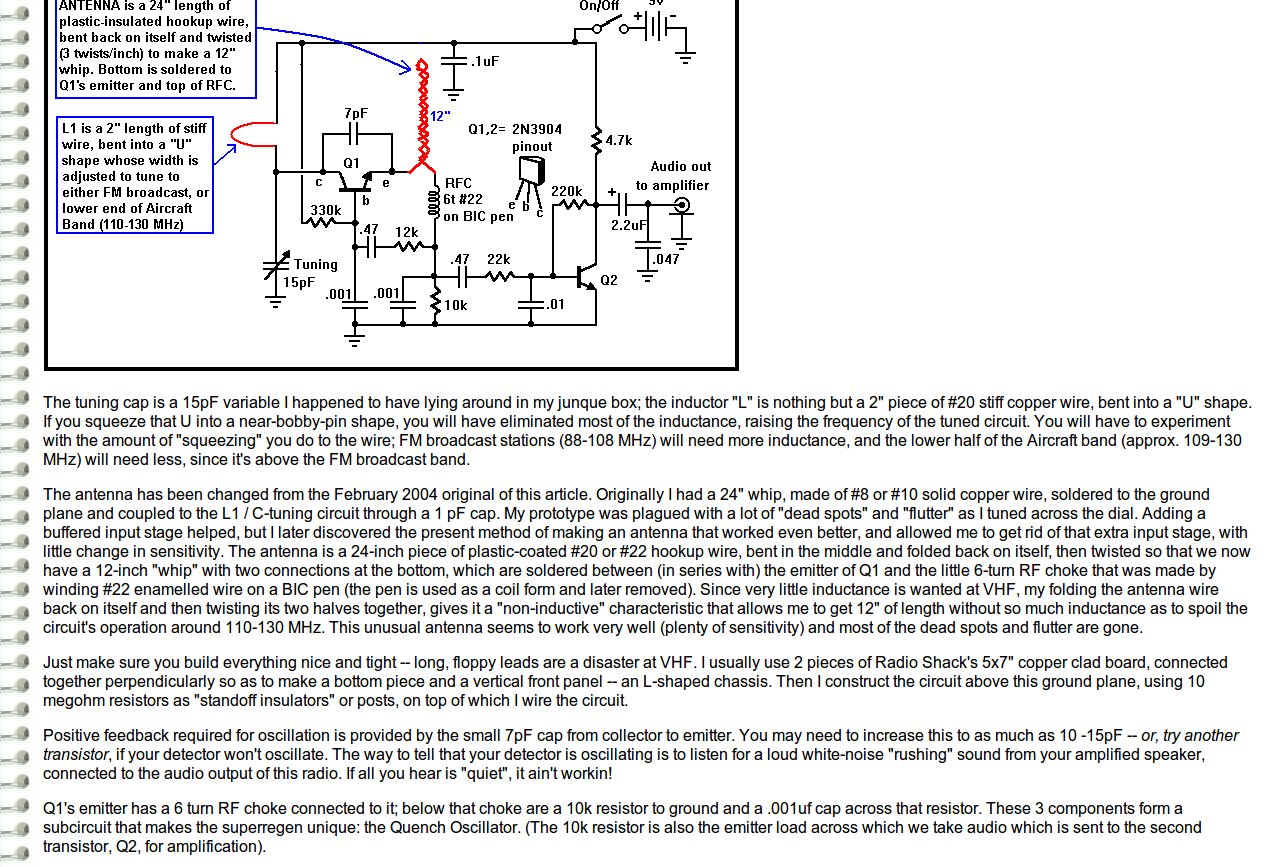 ANTENNA is a 24" length of
plastic-insulated hookup wire,
bent back on itself and twisted
(3 twists/inch) to make a 12"
whip. Bottom is soldered to
Q1's emitter and top of RFC.
On/Off
+ 9v -
.1uF
12"
L1 is a 2" length of stiff
wire, bent into a "U"
shape whose width is
adjusted to tune to
either FM broadcast, or
lower end of Aircraft
Band (110-130 MHz)
7pF
Q1
c
e
b
Q1,2= 2N3904
pinout
e b c
4.7k
Audio out
to amplifier
RFC
6t #22
on BIC pen
220k
+
2.2uF
330k
.47
12k
.047
Tuning
15pF
.47
22k
Q2
.001
.001
10k
.01
The tuning cap is a 15pF variable I happened to have lying around in my junque box; the inductor "L" is nothing but a 2" piece of #20 stiff copper wire, bent into a "U" shape.
If you squeeze that U into a near-bobby-pin shape, you will have eliminated most of the inductance, raising the frequency of the tuned circuit. You will have to experiment
with the amount of "squeezing" you do to the wire; FM broadcast stations (88-108 MHz) will need more inductance, and the lower half of the Aircraft band (approx. 109-130
MHz) will need less, since it's above the FM broadcast band.
The antenna has been changed from the February 2004 original of this article. Originally I had a 24" whip, made of #8 or #10 solid copper wire, soldered to the ground
plane and coupled to the L1 / C-tuning circuit through a 1 pF cap. My prototype was plagued with a lot of "dead spots" and "flutter" as I tuned across the dial. Adding a
buffered input stage helped, but I later discovered the present method of making an antenna that worked even better, and allowed me to get rid of that extra input stage, with
little change in sensitivity. The antenna is a 24-inch piece of plastic-coated #20 or #22 hookup wire, bent in the middle and folded back on itself, then twisted so that we now
have a 12-inch "whip" with two connections at the bottom, which are soldered between (in series with) the emitter of Q1 and the little 6-turn RF choke that was made by
winding #22 enamelled wire on a BIC pen (the pen is used as a coil form and later removed). Since very little inductance is wanted at VHF, my folding the antenna wire
back on itself and then twisting its two halves together, gives it a "non-inductive" characteristic that allows me to get 12" of length without so much inductance as to spoil the
circuit's operation around 110-130 MHz. This unusual antenna seems to work very well (plenty of sensitivity) and most of the dead spots and flutter are gone.
Just make sure you build everything nice and tight -- long, floppy leads are a disaster at VHF. I usually use 2 pieces of Radio Shack's 5x7" copper clad board, connected
together perpendicularly so as to make a bottom piece and a vertical front panel -- an L-shaped chassis. Then I construct the circuit above this ground plane, using 10
megohm resistors as "standoff insulators" or posts, on top of which I wire the circuit.
Positive feedback required for oscillation is provided by the small 7pF cap from collector to emitter. You may need to increase this to as much as 10 -15pF -- or, try another
transistor, if your detector won't oscillate. The way to tell that your detector is oscillating is to listen for a loud white-noise "rushing" sound from your amplified speaker,
connected to the audio output of this radio. If all you hear is "quiet", it ain't workin!
Q1's emitter has a 6 turn RF choke connected to it; below that choke are a 10k resistor to ground and a .001uf cap across that resistor. These 3 components form a
subcircuit that makes the superregen unique: the Quench Oscillator. (The 10k resistor is also the emitter load across which we take audio which is sent to the second
transistor, Q2, for amplification).